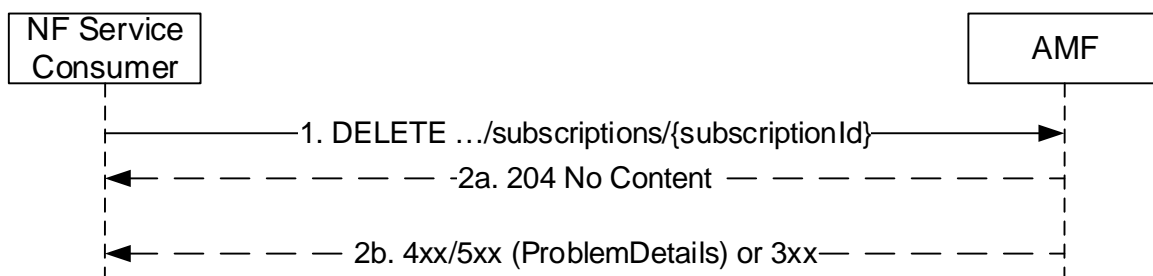 NF Service
Consumer
AMF
1. DELETE …/subscriptions/{subscriptionId}
2a. 204 No Content
2b. 4xx/5xx (ProblemDetails) or 3xx